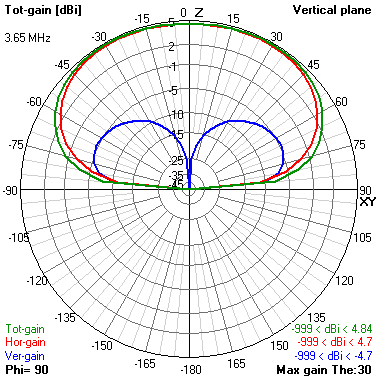 Tot-gain [dBi] Vertical plane
3.65 MHz
0 Z
-15 15
-30 30
-45 45
-60 60
-75 75
-90 90
XY
-105 105
-120 120
-135 135
-150 150
-165 165
-180
5
2
-1
-5
-10
-15
-25
-35
Tot-gain -999 < dBi < 4.84
Hor-gain -999 < dBi < 4.7
Ver-gain -999 < dBi < -4.7
Phi= 90 Max gain The:30